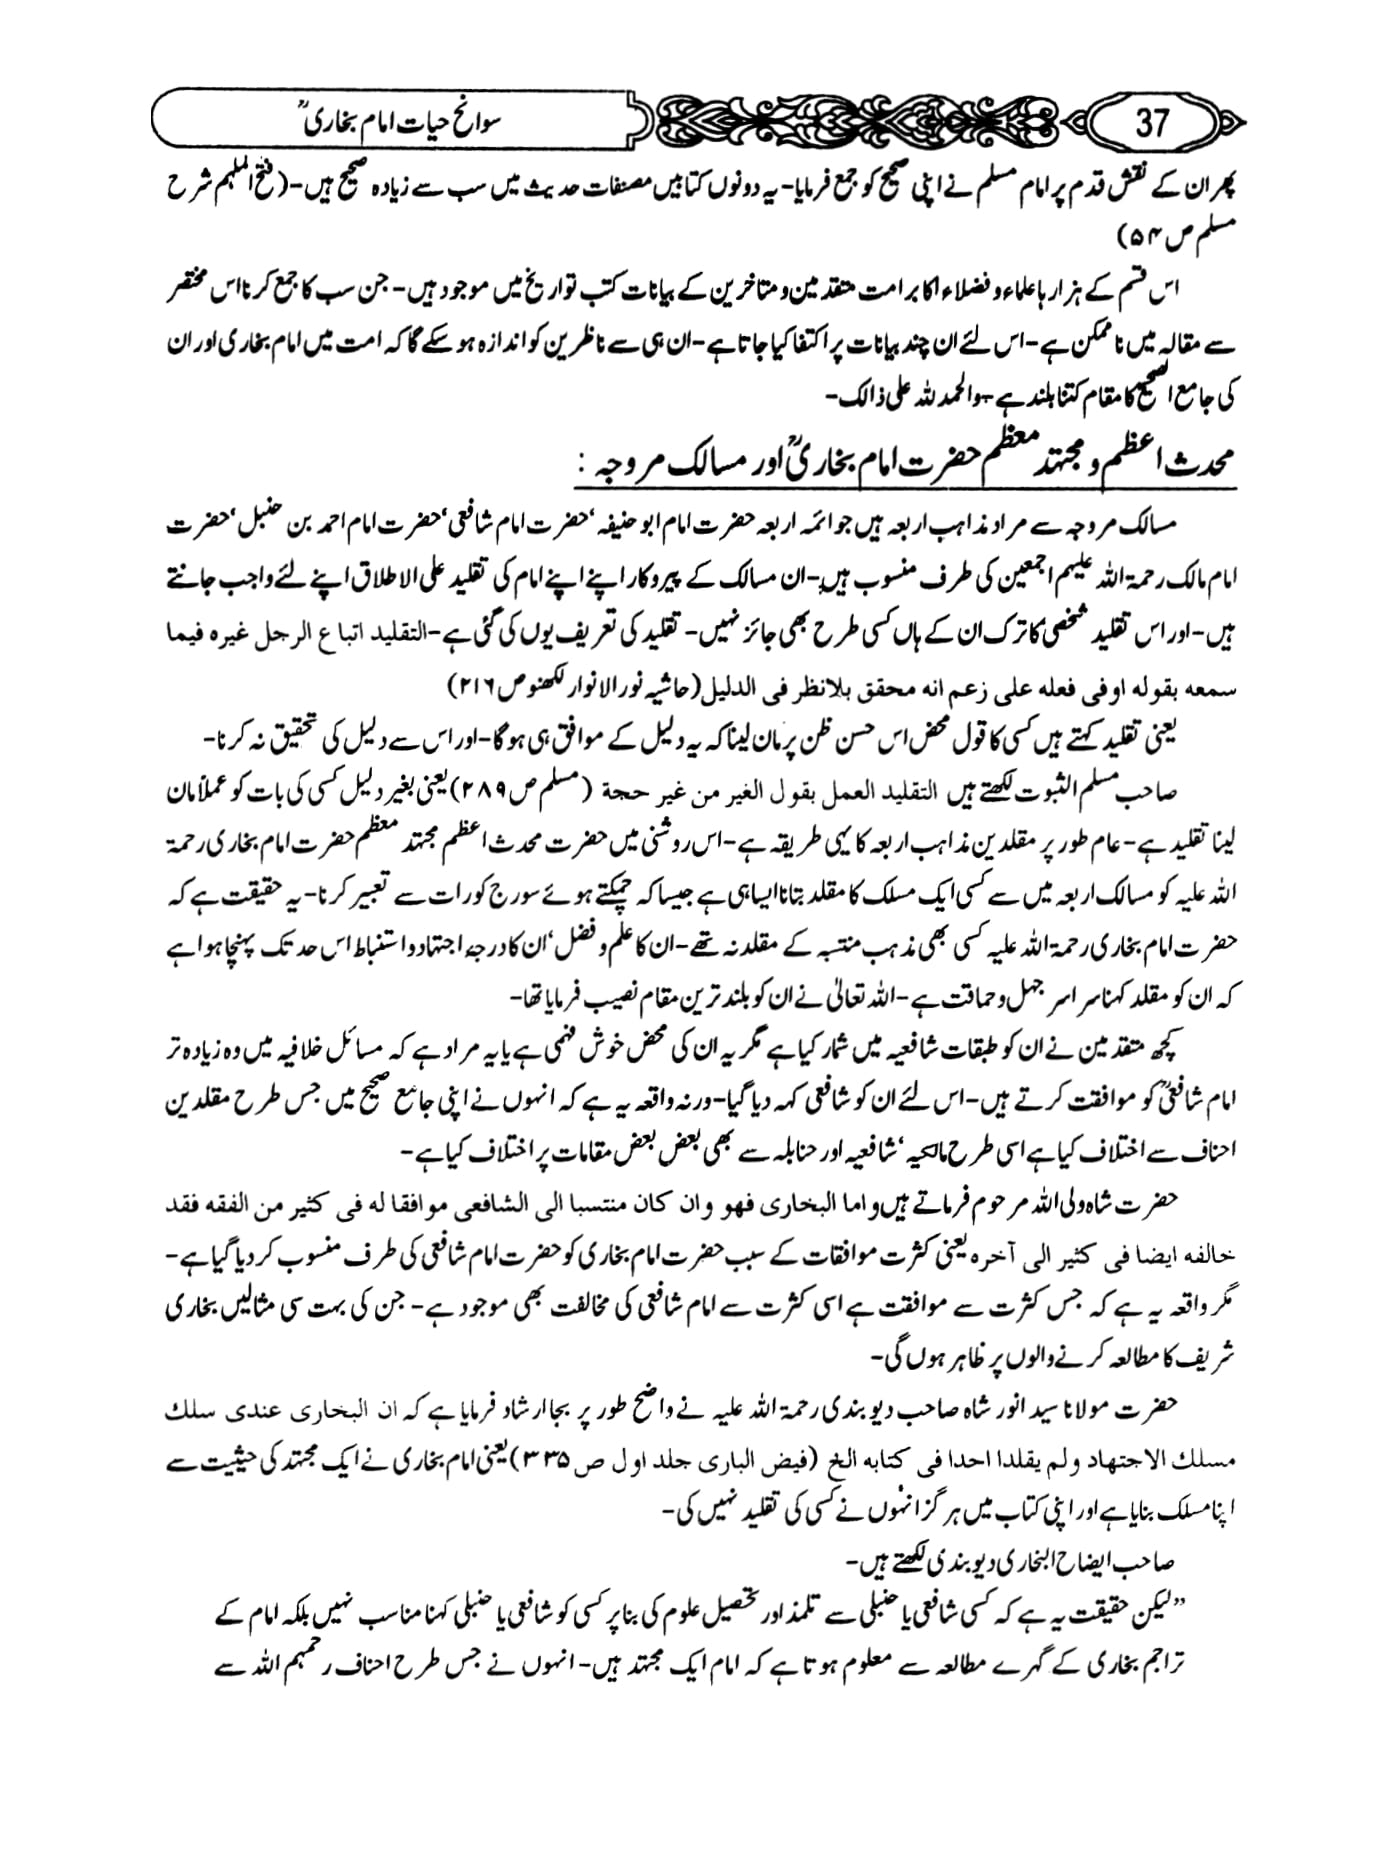 37
سوانح حیات امام بخاریؒ
پھر ان کے نقش قدم پر امام مسلم نے اپنی صحیح کو جمع فرمایا- یہ دونوں کتابیں مصنفات حدیث میں سب سے زیادہ صحیح ہیں-(فتح الملہم شرح
مسلم ص ۵۴)
اس قسم کے ہزارہا علماء و فضلاء اکابر امت متقدمین و متاخرین کے بیانات کتب تواریخ میں موجود ہیں- جن سب کا جمع کرنا اس مختصر
سے مقالہ میں ناممکن ہے-اس لئے ان چند بیانات پر اکتفا کیا جاتا ہے-ان ہی سے ناظرین کو اندازہ ہو سکے گا کہ امت میں امام بخاری اور ان
کی جامع الصحیح کا مقام کتنا بلند ہے-والحمد للہ علی ذالک-
محدث اعظم و مجتہد معظم حضرت امام بخاریؒ اور مسالک مروجہ :
مسالک مروجہ سے مراد مذاہب اربعہ ہیں جو ائمہ اربعہ حضرت امام ابو حنیفہ‘ حضرت امام شافعی‘ حضرت امام احمد بن حنبل‘ حضرت
امام مالک رحمۃ اللہ علیہم اجمعین کی طرف منسوب ہیں-ان مسالک کے پیروکار اپنے اپنے امام کی تقلید علی الاطلاق اپنے لئے واجب جانتے
ہیں-اور اس تقلید شخصی کا ترک ان کے ہاں کسی طرح بھی جائز نہیں- تقلید کی تعریف یوں کی گئی ہے-التقلید اتباع الرجل غیرہ فیما
سمعہ بقولہ او فی فعلہ علی زعم انہ محقق بلانظر فی الدلیل(حاشیہ نور الانوار لکھنو ص ۲۱۶)
یعنی تقلید کہتے ہیں کسی کا قول محض اس حسن ظن پر مان لینا کہ یہ دلیل کے موافق ہی ہوگا-اور اس سے دلیل کی تحقیق نہ کرنا-
صاحب مسلم الثبوت لکھتے ہیں التقلید العمل بقول الغیر من غیر حجۃ (مسلم ص ۲۸۹)یعنی بغیر دلیل کسی کی بات کو عملاً مان
لینا تقلید ہے-عام طور پر مقلدین مذاہب اربعہ کا یہی طریقہ ہے-اس روشنی میں حضرت محدث اعظم مجتہد معظم حضرت امام بخاری رحمۃ
اللہ علیہ کو مسالک اربعہ میں سے کسی ایک مسلک کا مقلد بتانا ایسا ہی ہے جیسا کہ چمکتے ہوئے سورج کو رات سے تعبیر کرنا-یہ حقیقت ہے کہ
حضرت امام بخاری رحمۃ اللہ علیہ کسی بھی مذہب منتسبہ کے مقلد نہ تھے-ان کا علم و فضل‘ ان کا درجہ اجتہاد و استنباط اس حد تک پہنچا ہوا ہے
کہ ان کو مقلد کہنا سراسر جہل و حماقت ہے-اللہ تعالیٰ نے ان کو بلند ترین مقام نصیب فرمایا تھا-
کچھ متقدمین نے ان کو طبقات شافعیہ میں شمار کیا ہے مگر یہ ان کی محض خوش فہمی ہے یا یہ مراد ہے کہ مسائل خلافیہ میں وہ زیادہ تر
امام شافعیؒ کو موافقت کرتے ہیں-اس لئے ان کو شافعی کہہ دیا گیا-ورنہ واقعہ یہ ہے کہ انہوں نے اپنی جامع صحیح میں جس طرح مقلدین
احناف سے اختلاف کیا ہے اسی طرح مالکیہ‘ شافعیہ اور حنابلہ سے بھی بعض بعض مقامات پر اختلاف کیا ہے-
حضرت شاہ ولی اللہ مرحوم فرماتے ہیں واما البخاری فھو وان کان منتسبا الی الشافعی موافقا لہ فی کثیر من الفقہ فقد
خالفہ ایضا فی کثیر الی آخرہ یعنی کثرت موافقات کے سبب حضرت امام بخاری کو حضرت امام شافعی کی طرف منسوب کر دیا گیا ہے-
مگر واقعہ یہ ہے کہ جس کثرت سے موافقت ہے اسی کثرت سے امام شافعی کی مخالفت بھی موجود ہے- جن کی بہت سی مثالیں بخاری
شریف کا مطالعہ کرنے والوں پر ظاہر ہوں گی-
حضرت مولانا سید انور شاہ صاحب دیوبندی رحمۃ اللہ علیہ نے واضح طور پر بجا ارشاد فرمایا ہے کہ ان البخاری عندی سلک
مسلک الاجتھاد ولم یقلدا احدا فی کتابہ الخ (فیض الباری جلد اول ص ۳۳۵)یعنی امام بخاری نے ایک مجتہد کی حیثیت سے
اپنا مسلک بنایا ہے اور اپنی کتاب میں ہرگز انہوں نے کسی کی تقلید نہیں کی-
صاحب ایضاح البخاری دیوبندی لکھتے ہیں-
”لیکن حقیقت یہ ہے کہ کسی شافعی یا حنبلی سے تلمذ اور تحصیل علوم کی بنا پر کسی کو شافعی یا حنبلی کہنا مناسب نہیں بلکہ امام کے
تراجم بخاری کے گہرے مطالعہ سے معلوم ہوتا ہے کہ امام ایک مجتہد ہیں-انہوں نے جس طرح احناف رحمہم اللہ سے